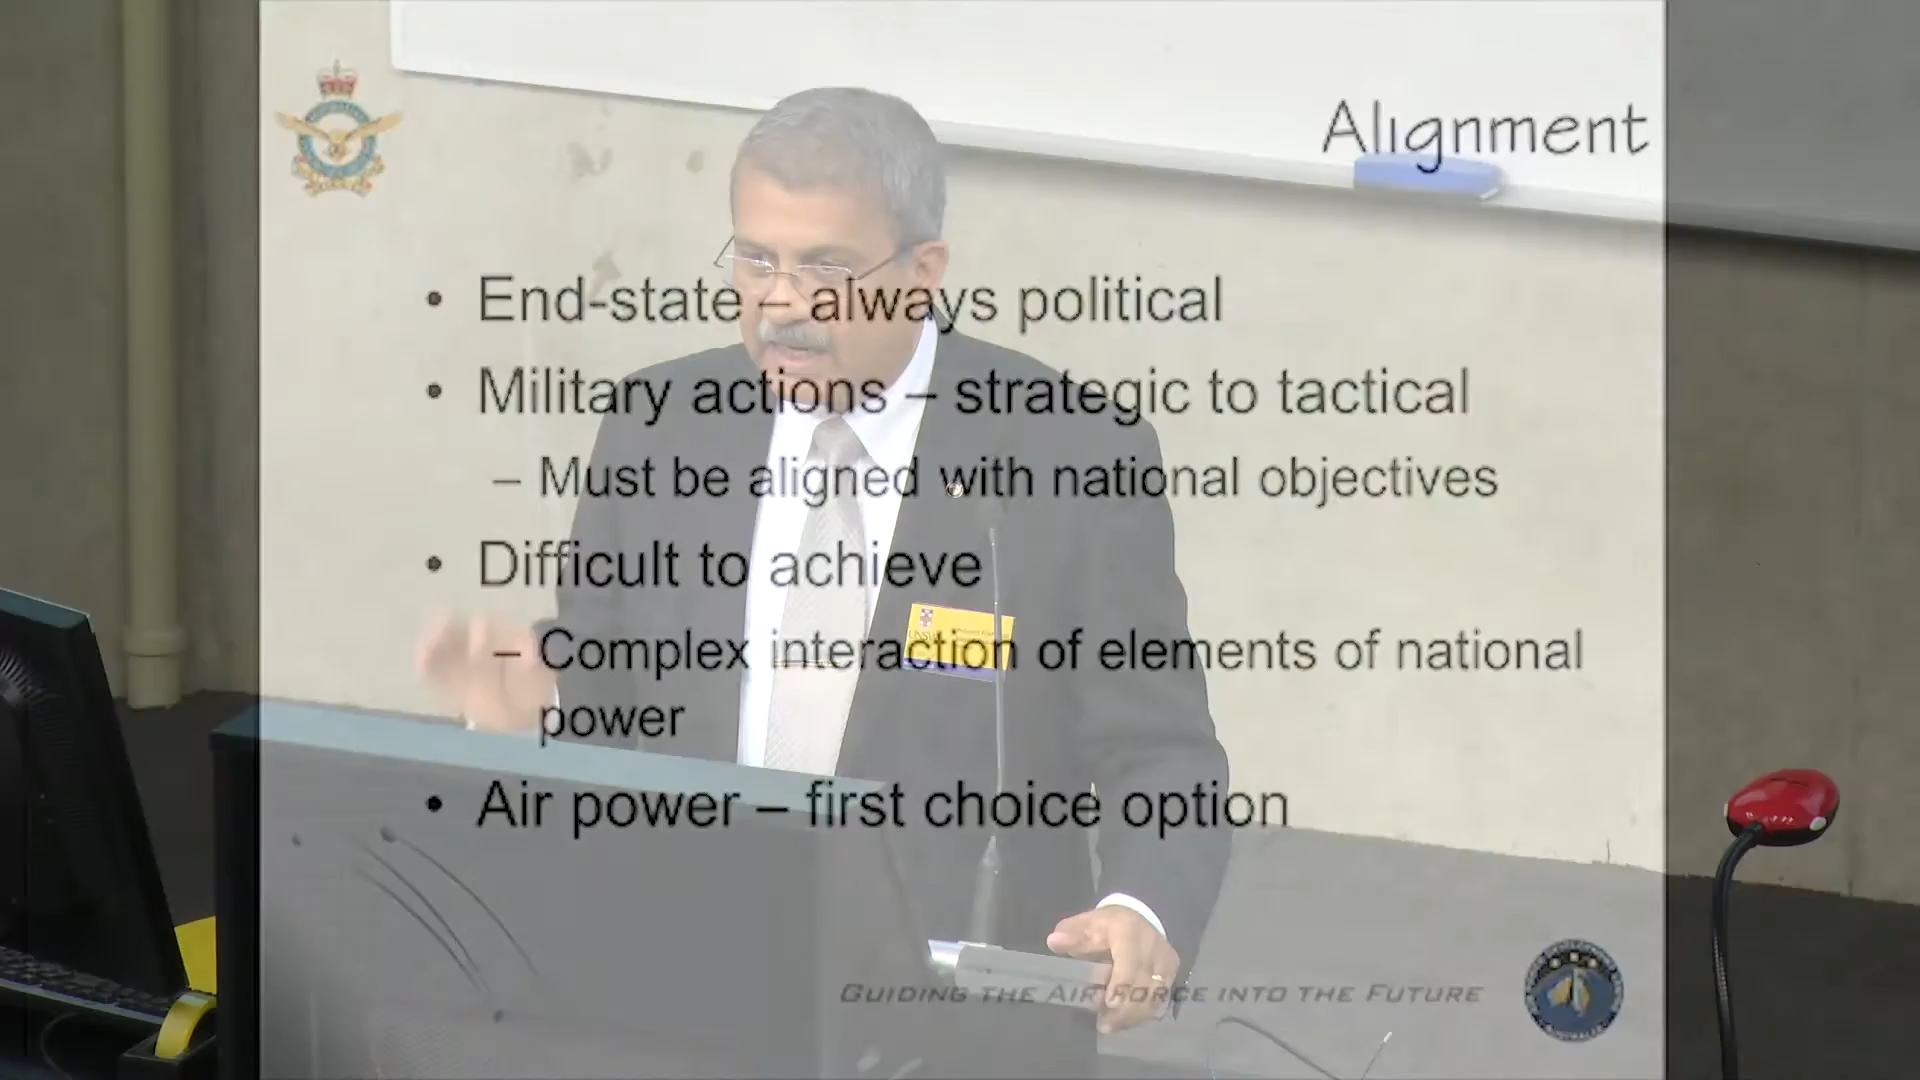 Alignment
• End-state – always political
• Military actions – strategic to tactical
– Must be aligned with national objectives
• Difficult to achieve
– Complex interaction of elements of national
power
• Air power – first choice option
GUIDING THE AIR FORCE INTO THE FUTURE